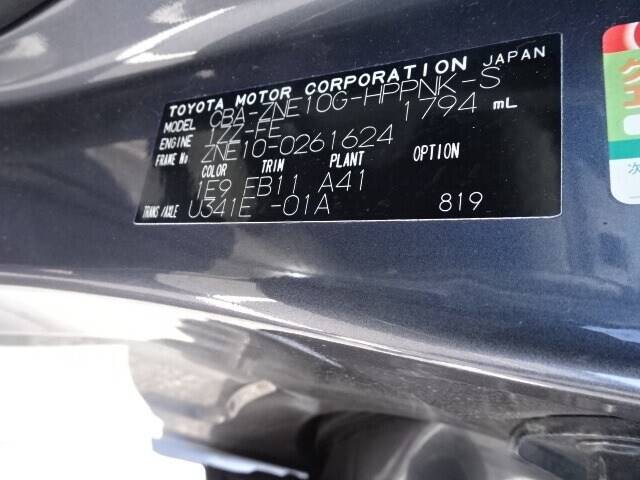 TOYOTA MOTOR CORPORATION JAPAN
MODEL CBA-ZNE10G-HPPNK-S
ENGINE 1ZZ-FE 1794 mL
FRAME No ZNE10-0261624
COLOR TRIM PLANT OPTION
1E9 FB11 A41
TRANS/AXLE U341E -01A 819
次